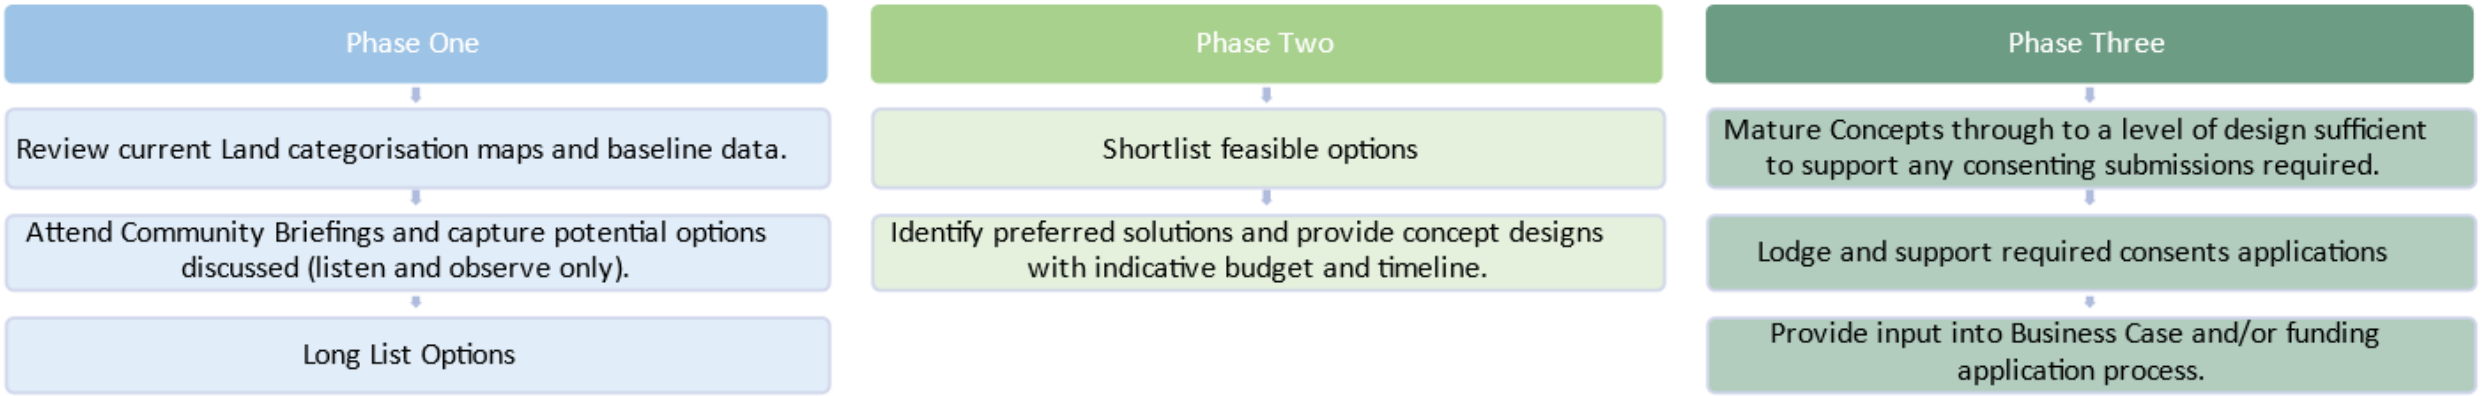 Phase One
Review current Land categorisation maps and baseline data.
Attend Community Briefings and capture potential options
discussed (listen and observe only).
Long List Options
Phase Two
Shortlist feasible options
Identify preferred solutions and provide concept designs
with indicative budget and timeline.
Phase Three
Mature Concepts through to a level of design sufficient
to support any consenting submissions required.
Lodge and support required consents applications
Provide input into Business Case and/or funding
application process.